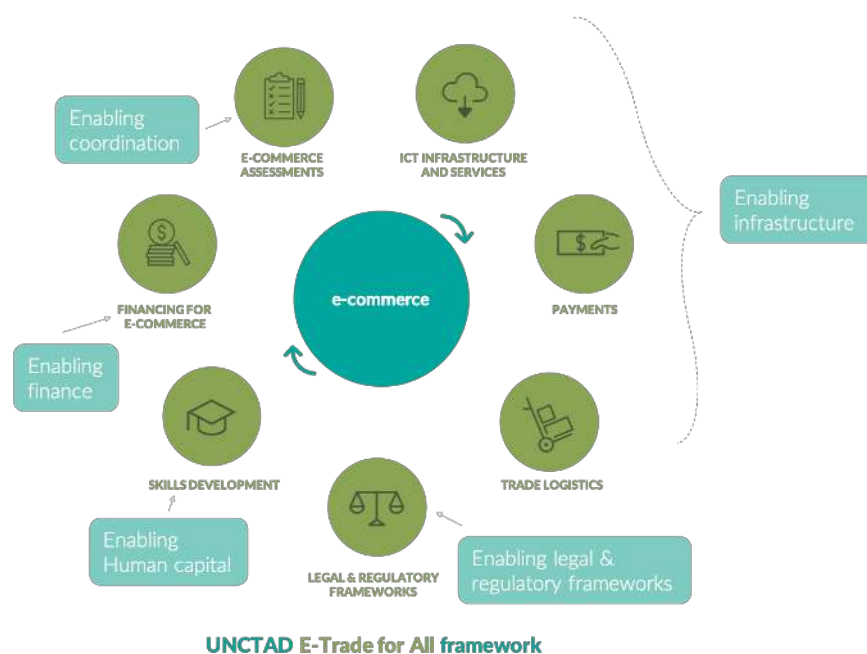 Enabling
coordination
E-COMMERCE
ASSESSMENTS
ICT INFRASTRUCTURE
AND SERVICES
Enabling
infrastructure
$
FINANCING FOR
E-COMMERCE
e-commerce
$
PAYMENTS
Enabling
finance
SKILLS DEVELOPMENT
TRADE LOGISTICS
Enabling
Human capital
LEGAL & REGULATORY
FRAMEWORKS
Enabling legal &
regulatory frameworks
UNCTAD E-Trade for All framework